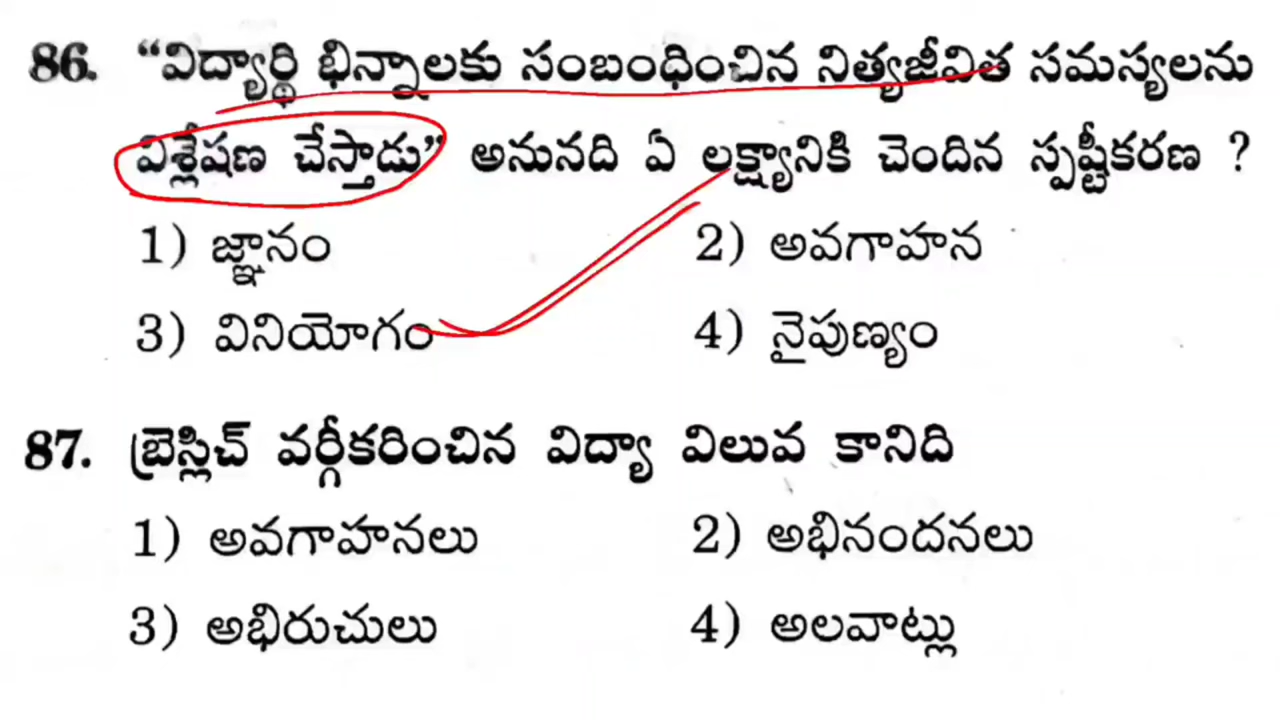 86. “విద్యార్థి భిన్నాలకు సంబంధించిన నిత్యజీవిత సమస్యలను
విశ్లేషణ చేస్తాడు” అనునది ఏ లక్ష్యానికి చెందిన స్పష్టీకరణ ?
1) జ్ఞానం 2) అవగాహన
3) వినియోగం 4) నైపుణ్యం
87. బ్రెస్లిచ్ వర్గీకరించిన విద్యా విలువ కానిది
1) అవగాహనలు 2) అభినందనలు
3) అభిరుచులు 4) అలవాట్లు